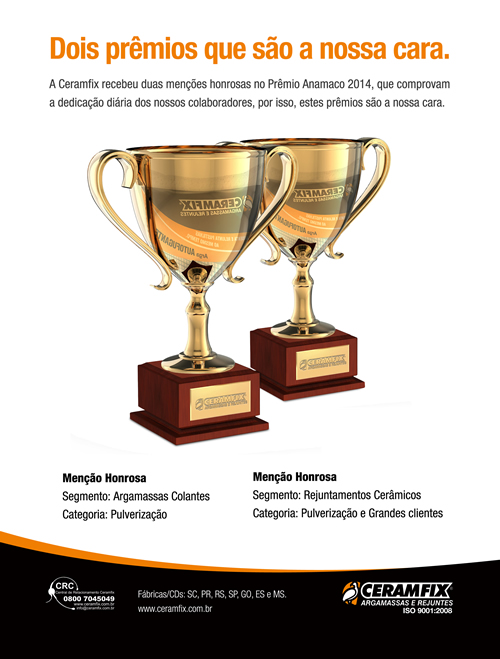 Dois prêmios que são a nossa cara.
A Ceramfix recebeu duas menções honrosas no Prêmio Anamaco 2014, que comprovam
a dedicação diária dos nossos colaboradores, por isso, estes prêmios são a nossa cara.
CERAMFIX
ARGAMASSAS E REJUNTES
CERAMFIX
ARGAMASSAS E REJUNTES
Menção Honrosa
Segmento: Argamassas Colantes
Categoria: Pulverização
Menção Honrosa
Segmento: Rejuntamentos Cerâmicos
Categoria: Pulverização e Grandes clientes
CRC
Central de Relacionamento Ceramfix
0800 7045049
www.ceramfix.com.br
info@ceramfix.com.br
Fábricas/CDs: SC, PR, RS, SP, GO, ES e MS.
www.ceramfix.com.br
CERAMFIX
ARGAMASSAS E REJUNTES
ISO 9001:2008